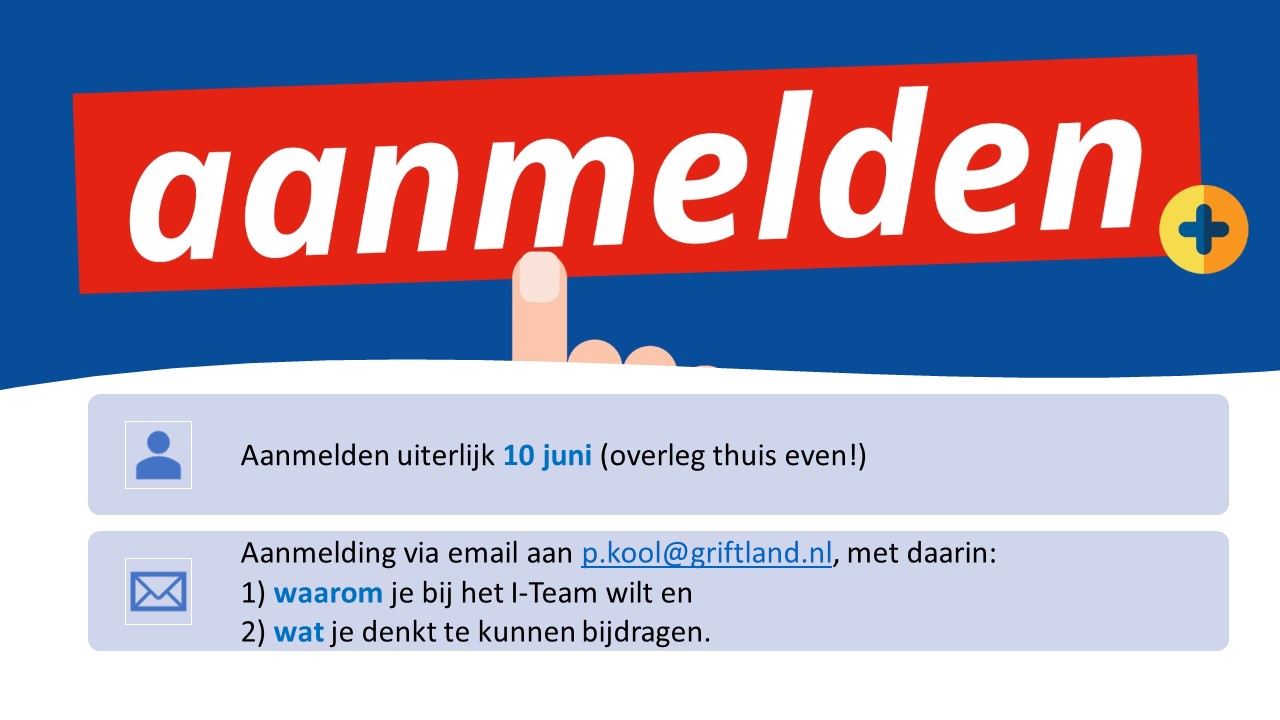 aanmelden
Aanmelden uiterlijk 10 juni (overleg thuis even!)
Aanmelding via email aan p.kool@griftland.nl, met daarin:
1) waarom je bij het I-Team wilt en
2) wat je denkt te kunnen bijdragen.